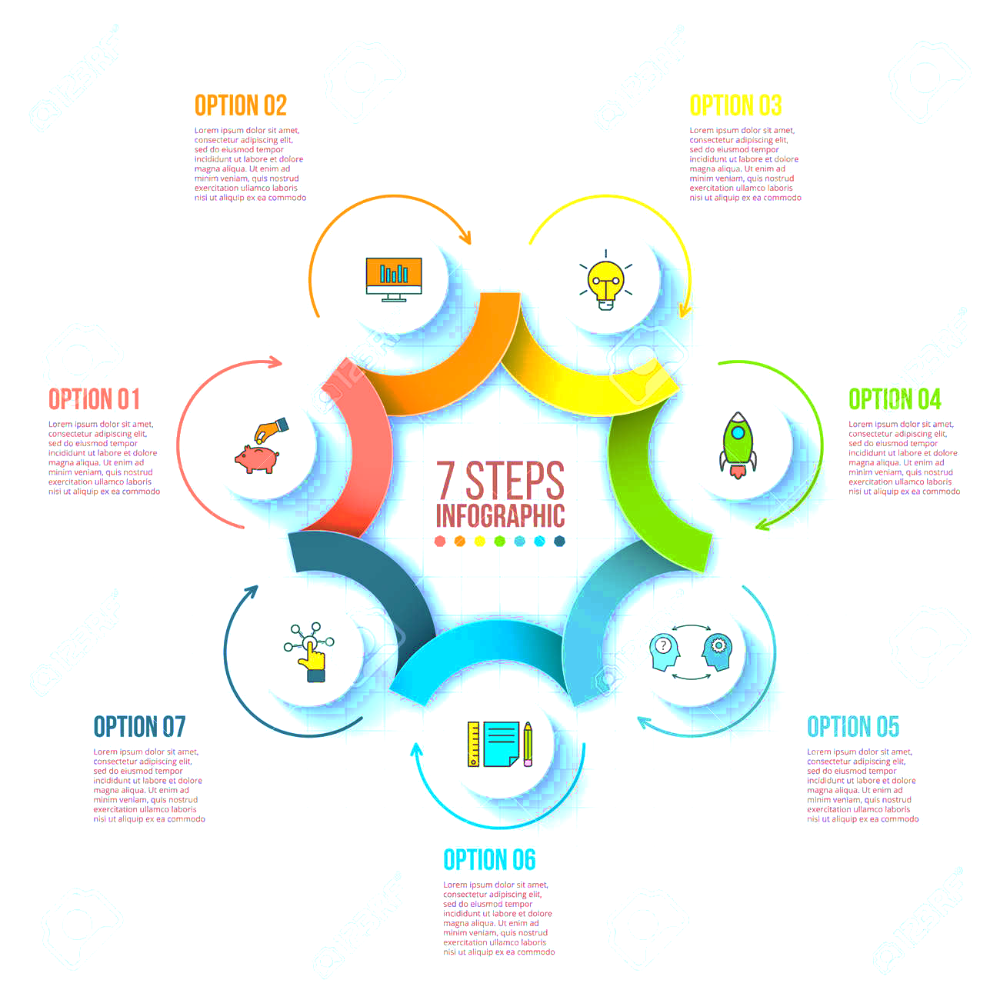 OPTION 02
Lorem ipsum dolor sit amet,
consectetur adipiscing elit,
sed do eiusmod tempor
incididunt ut labore et dolore
magna aliqua. Ut enim ad
minim veniam, quis nostrud
exercitation ullamco laboris
nisi ut aliquip ex ea commodo
OPTION 03
Lorem ipsum dolor sit amet,
consectetur adipiscing elit,
sed do eiusmod tempor
incididunt ut labore et dolore
magna aliqua. Ut enim ad
minim veniam, quis nostrud
exercitation ullamco laboris
nisi ut aliquip ex ea commodo
OPTION 01
Lorem ipsum dolor sit amet,
consectetur adipiscing elit,
sed do eiusmod tempor
incididunt ut labore et dolore
magna aliqua. Ut enim ad
minim veniam, quis nostrud
exercitation ullamco laboris
nisi ut aliquip ex ea commodo
7 STEPS
INFOGRAPHIC
OPTION 04
Lorem ipsum dolor sit amet,
consectetur adipiscing elit,
sed do eiusmod tempor
incididunt ut labore et dolore
magna aliqua. Ut enim ad
minim veniam, quis nostrud
exercitation ullamco laboris
nisi ut aliquip ex ea commodo
?
OPTION 07
Lorem ipsum dolor sit amet,
consectetur adipiscing elit,
sed do eiusmod tempor
incididunt ut labore et dolore
magna aliqua. Ut enim ad
minim veniam, quis nostrud
exercitation ullamco laboris
nisi ut aliquip ex ea commodo
OPTION 05
Lorem ipsum dolor sit amet,
consectetur adipiscing elit,
sed do eiusmod tempor
incididunt ut labore et dolore
magna aliqua. Ut enim ad
minim veniam, quis nostrud
exercitation ullamco laboris
nisi ut aliquip ex ea commodo
OPTION 06
Lorem ipsum dolor sit amet,
consectetur adipiscing elit,
sed do eiusmod tempor
incididunt ut labore et dolore
magna aliqua. Ut enim ad
minim veniam, quis nostrud
exercitation ullamco laboris
nisi ut aliquip ex ea commodo
123RF
123RF
123RF
123RF
123RF
123RF
123RF
123RF